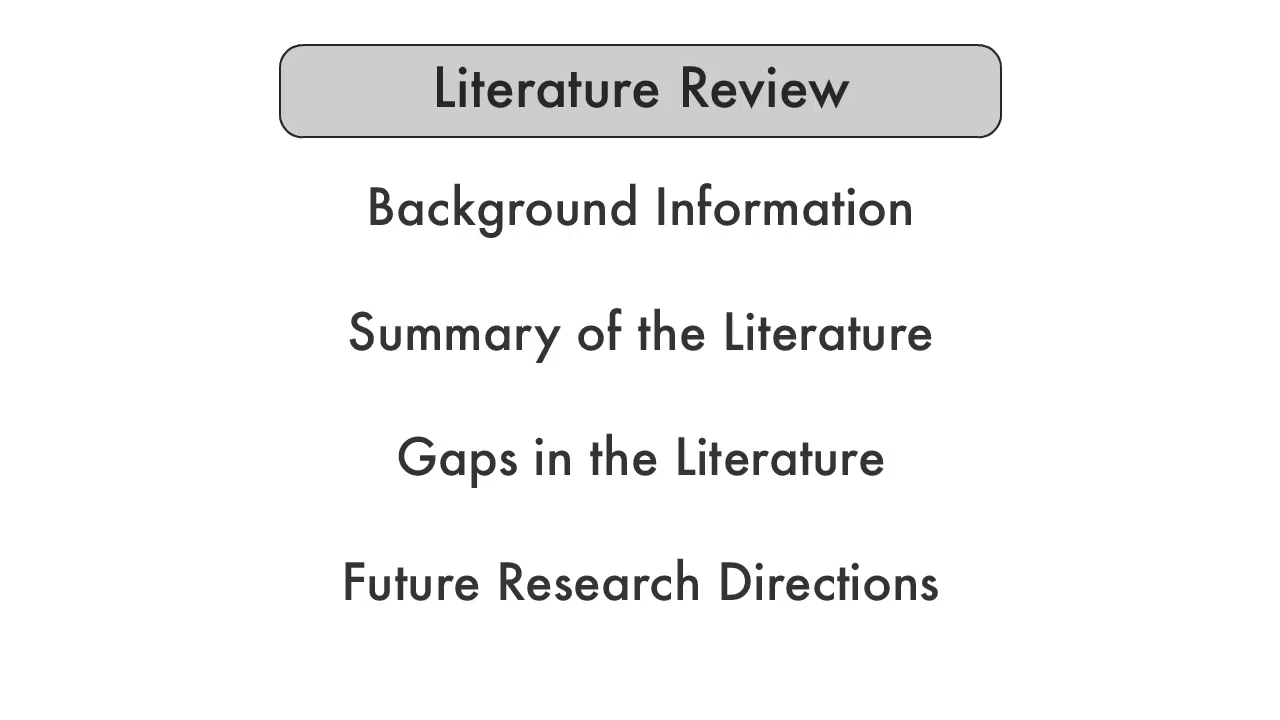 Literature Review
Background Information
Summary of the Literature
Gaps in the Literature
Future Research Directions